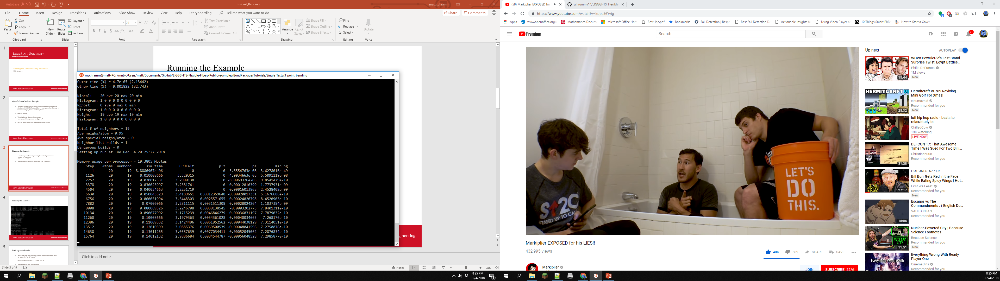 AutoSave Off
3-Point_Bending
matt schramm
File Home Insert Design Transitions Animations Slide Show Review View Help Storyboarding Tell me what you want to do
Share Comments
Paste
Cut
Copy
Format Painter
Clipboard
New Slide
Reuse Slides
Layout
Reset
Section
Slides
24
Font
Text Direction
Align Text
Convert to SmartArt
Paragraph
Arrange
Quick Styles
Shape Fill
Shape Outline
Shape Effects
Drawing
Find
Replace
Select
Editing
Dictate
Voice
1
IOWA STATE UNIVERSITY
Running the 3-Point Bending Simulation
2
Open 3-Point Cantilever Example
IOWA STATE UNIVERSITY
3
Running the Example
IOWA STATE UNIVERSITY
4
Running the Example
IOWA STATE UNIVERSITY
5
Looking at the Results
Running the Example
mschramm@matt-PC: /mnt/c/Users/matt/Documents/GitHub/LIGGGHTS-Flexible-Fibers-Public/examples/BondPackage/Tutorials/Single_Tests/3_point_bending
Outpt time (%) = 4.7e-05 (2.13442)
Other time (%) = 0.001822 (82.743)
Nlocal: 20 ave 20 max 20 min
Histogram: 1 0 0 0 0 0 0 0 0 0
Nghost: 0 ave 0 max 0 min
Histogram: 1 0 0 0 0 0 0 0 0 0
Neighs: 19 ave 19 max 19 min
Histogram: 1 0 0 0 0 0 0 0 0 0
Total # of neighbors = 19
Ave neighs/atom = 0.95
Ave special neighs/atom = 0
Neighbor list builds = 1
Dangerous builds = 0
Setting up run at Tue Dec 4 20:25:27 2018
Memory usage per processor = 19.3805 Mbytes
Step Atoms numbond sim_time CPULeft pfz pz KinEng
1 20 19 8.8886907e-06 0 0 -3.5554763e-08 3.6278016e-49
1126 20 19 0.010008666 3.320315 0 -4.0034663e-05 5.5091119e-08
2252 20 19 0.020017331 3.2900138 0 -8.0069326e-05 9.8541479e-10
3378 20 19 0.030025997 3.2581741 0 -0.00012010399 1.7737931e-09
4504 20 19 0.040034663 3.2251719 0 -0.00016013865 2.4528402e-09
5630 20 19 0.050043329 3.4189651 0.0012359648 -0.00020017331 5.1676686e-10
6756 20 19 0.060051994 3.3448303 0.0025571655 -0.00024020798 8.4520903e-10
7882 20 19 0.07006066 3.2811115 0.0031511308 -0.00028024264 1.1037384e-09
9008 20 19 0.080069326 3.2246708 0.0039138545 -0.0003202773 7.8401311e-10
10134 20 19 0.090077992 3.1715239 0.0046846279 -0.00036031197 7.7879032e-10
11260 20 19 0.10008666 3.1979363 0.0054361028 -0.00040034663 7.268176e-10
12386 20 19 0.11009532 3.1424496 0.0061952562 -0.00044038129 7.3114051e-10
13512 20 19 0.12010399 3.0885376 0.0069500539 -0.00048041596 7.2758876e-10
14638 20 19 0.13011265 3.0387639 0.0077034411 -0.00052045062 7.2876834e-10
15764 20 19 0.14012132 2.9886684 0.0084544787 -0.00056048528 7.2985877e-10
gineering
Click to add notes
Slide 3 of 9
Notes
108%
8:25 PM
12/4/2018
(58) Markiplier EXPOSED for
schrummy14/LIGGGHTS_Flexible
https://www.youtube.com/watch?v=IeJpL56Yvig
Apps www.openoffice.org Mathematica Docum Microsoft Office Hom BestLine.pdf Bookmarks Fall Detection | Resp Best Fall Detection D Actionable Insights f Using Video Player c 10 Things Smart PhD How to Start a Cover
Premium
Search
9+
ST2C
STAND UP TO CA
LET'S
DO
THIS.
Markiplier EXPOSED for his LIES!!
432,995 views
40K 502 SHARE SAVE
Markiplier
JOIN
SUBSCRIBE 22M
Up next
AUTOPLAY
15:44
WOW! PewDiePie's Last Stand
Surprise Twist, Egypt Battles...
Philip DeFranco
1M views
New
HERMITCRAFT VI
769
28:32
Hermitcraft VI 769 Reviving
Mini Golf For Xmas!
xisumavoid
Recommended for you
New
lofi hip hop radio - beats to
relax/study to
ChilledCow
13K watching
LIVE NOW
31:28
DEFCON 17: That Awesome
Time I Was Sued For Two Billi...
Christiaan008
Recommended for you
HOT ONES
27:17
HOT ONES S7 • E9
Bill Burr Gets Red in the Face
While Eating Spicy Wings | Hot...
First We Feast
Recommended for you
New
18:06
Escanor vs The
Commandments . ( English Du...
VAHED KHAN
Recommended for you
NUCLEAR CITY
11:51
Nuclear-Powered City | Because
Science Footnotes
Because Science
Recommended for you
New
Everything Wrong With
Everything Wrong With Ready
Player One
CinemaSins
Recommended for you
8:25 PM
12/4/2018